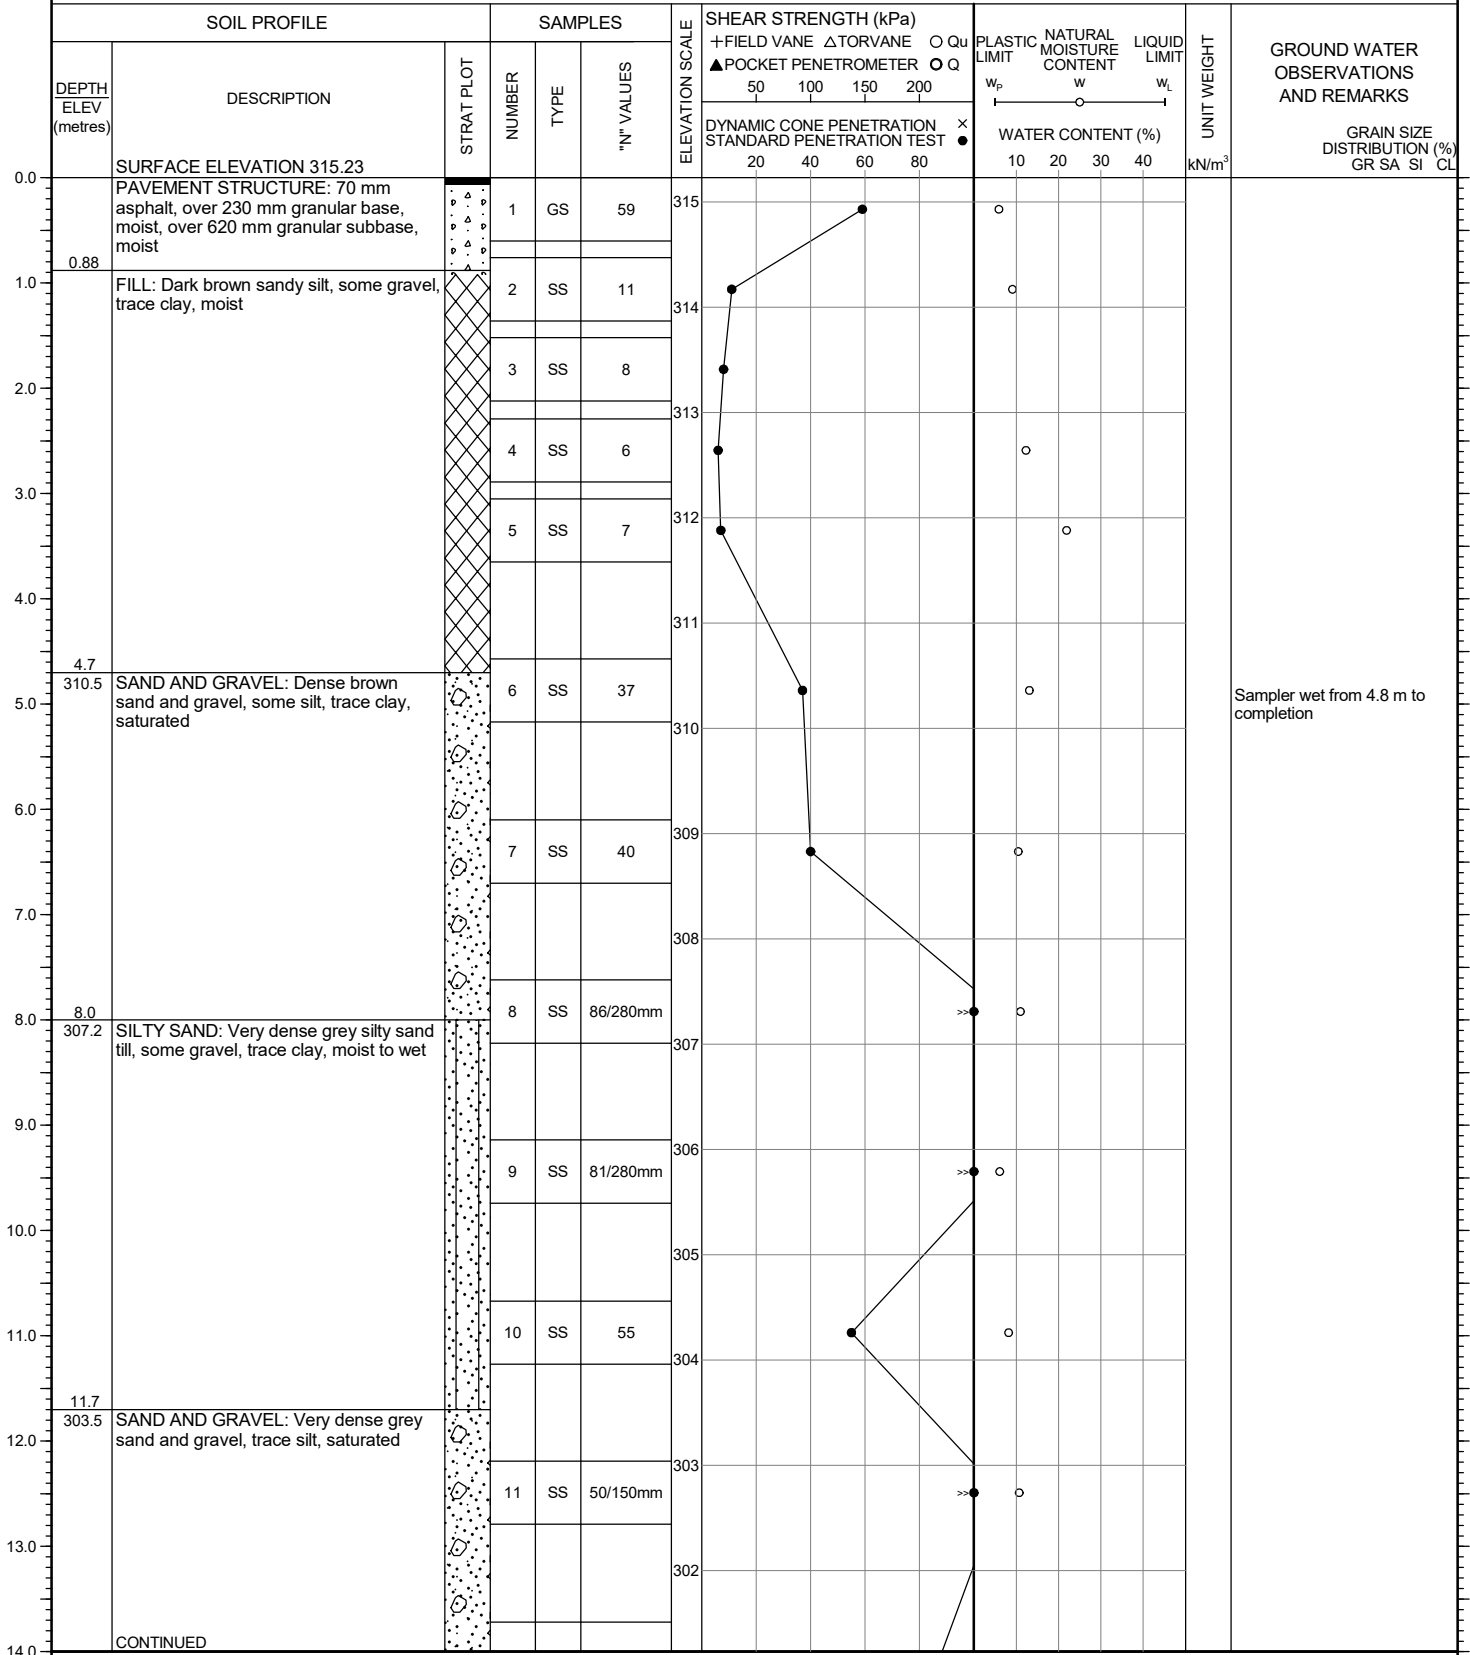 SOIL PROFILE
SAMPLES
ELEVATION SCALE
SHEAR STRENGTH (kPa)
+FIELD VANE △TORVANE ○ Qu
▲POCKET PENETROMETER O Q
50 100 150 200
DYNAMIC CONE PENETRATION ×
STANDARD PENETRATION TEST ●
20 40 60 80
PLASTIC LIMIT
NATURAL MOISTURE CONTENT
LIQUID LIMIT
wP w wL
WATER CONTENT (%)
10 20 30 40
UNIT WEIGHT
kN/m³
GROUND WATER
OBSERVATIONS
AND REMARKS
GRAIN SIZE
DISTRIBUTION (%)
GR SA SI CL
DEPTH
ELEV
(metres)
DESCRIPTION
STRAT PLOT
NUMBER
TYPE
"N" VALUES
SURFACE ELEVATION 315.23
0.0
PAVEMENT STRUCTURE: 70 mm
asphalt, over 230 mm granular base,
moist, over 620 mm granular subbase,
moist
1 GS 59
315
0.88
1.0
FILL: Dark brown sandy silt, some gravel,
trace clay, moist
2 SS 11
314
3 SS 8
2.0
313
4 SS 6
3.0
312
5 SS 7
4.0
311
4.7
310.5
SAND AND GRAVEL: Dense brown
sand and gravel, some silt, trace clay,
saturated
6 SS 37
5.0
Sampler wet from 4.8 m to
completion
310
6.0
309
7 SS 40
7.0
308
8.0
8 SS 86/280mm
>>
8.0
307.2
SILTY SAND: Very dense grey silty sand
till, some gravel, trace clay, moist to wet
307
9.0
306
9 SS 81/280mm
>>
10.0
305
10 SS 55
11.0
304
11.7
303.5
SAND AND GRAVEL: Very dense grey
sand and gravel, trace silt, saturated
12.0
303
11 SS 50/150mm
>>
13.0
302
CONTINUED
14.0